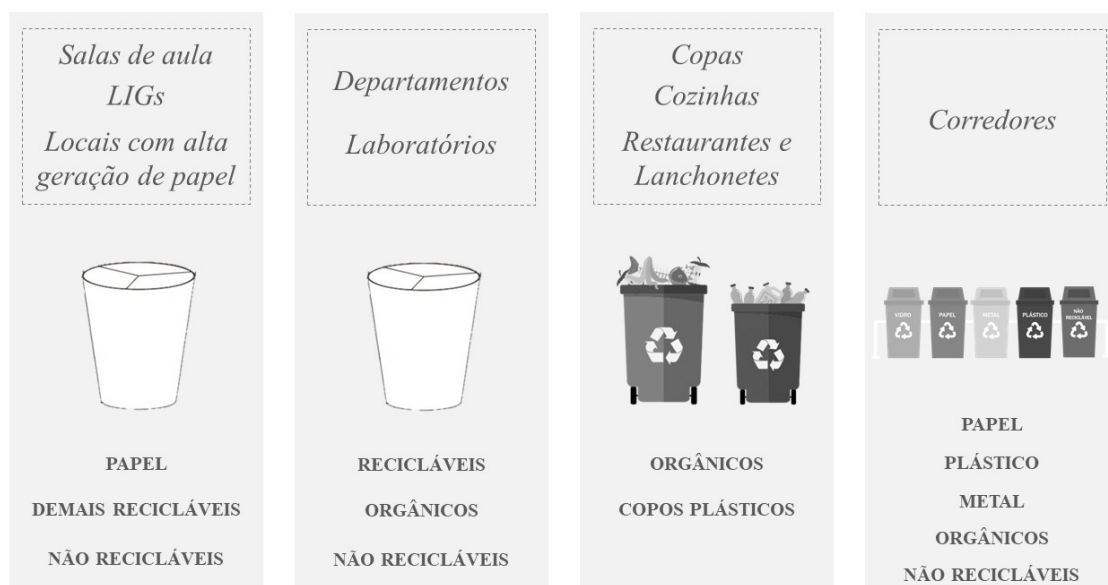 Salas de aula
LIGs
Locais com alta
geração de papel
PAPEL
DEMAIS RECICLÁVEIS
NÃO RECICLÁVEIS
Departamentos
Laboratórios
RECICLÁVEIS
ORGÂNICOS
NÃO RECICLÁVEIS
Copas
Cozinhas
Restaurantes e
Lanchonetes
ORGÂNICOS
COPOS PLÁSTICOS
Corredores
VIDRO
PAPEL
METAL
PLÁSTICO
NÃO
RECICLÁVEL
PAPEL
PLÁSTICO
METAL
ORGÂNICOS
NÃO RECICLÁVEIS